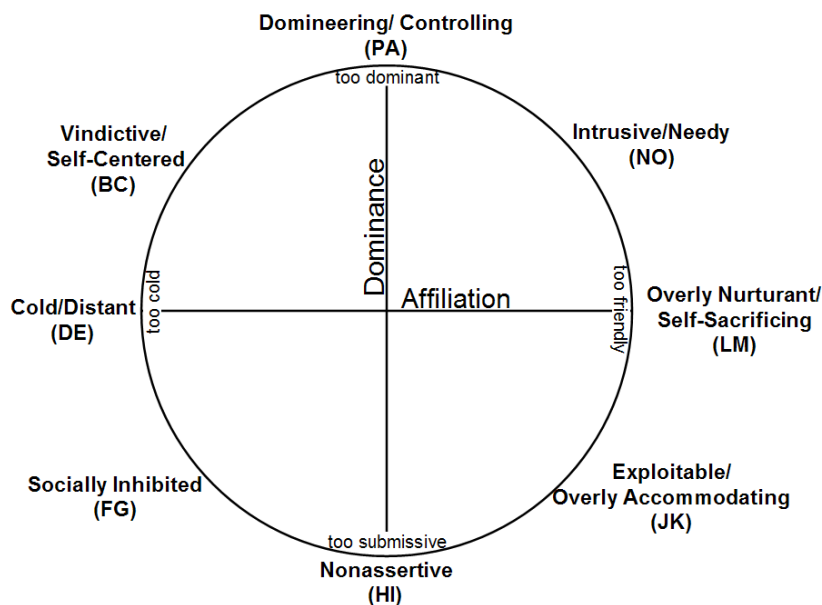 Domineering/ Controlling
(PA)
too dominant
Vindictive/
Self-Centered
(BC)
Intrusive/Needy
(NO)
Dominance
too cold
Affiliation
too friendly
Cold/Distant
(DE)
Overly Nurturant/
Self-Sacrificing
(LM)
Socially Inhibited
(FG)
Exploitable/
Overly Accommodating
(JK)
too submissive
Nonassertive
(HI)